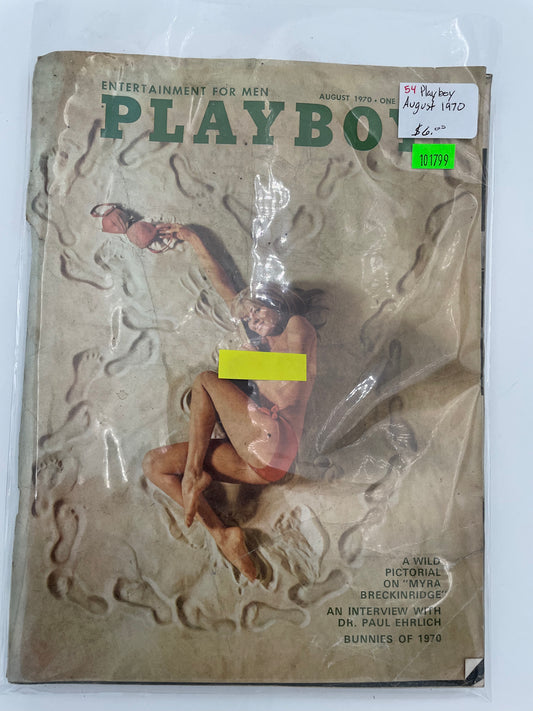 ENTERTAINMENT FOR MEN
AUGUST 1970 • ONE
PLAYBO
54 Playboy
August 1970
$6.00
101799
A WILD
PICTORIAL
ON "MYRA
BRECKINRIDGE"
AN INTERVIEW WITH
DR. PAUL EHRLICH
BUNNIES OF 1970